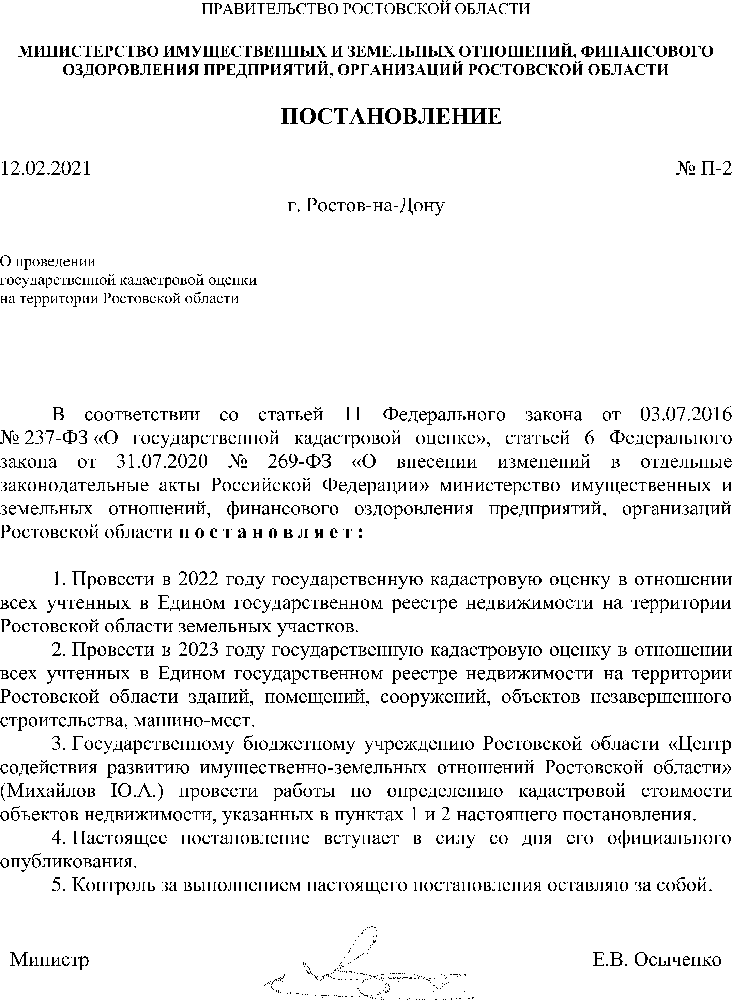 ПРАВИТЕЛЬСТВО РОСТОВСКОЙ ОБЛАСТИ
МИНИСТЕРСТВО ИМУЩЕСТВЕННЫХ И ЗЕМЕЛЬНЫХ ОТНОШЕНИЙ, ФИНАНСОВОГО
ОЗДОРОВЛЕНИЯ ПРЕДПРИЯТИЙ, ОРГАНИЗАЦИЙ РОСТОВСКОЙ ОБЛАСТИ
ПОСТАНОВЛЕНИЕ
12.02.2021 № П-2
г. Ростов-на-Дону
О проведении
государственной кадастровой оценки
на территории Ростовской области
В соответствии со статьей 11 Федерального закона от 03.07.2016
№ 237-ФЗ «О государственной кадастровой оценке», статьей 6 Федерального
закона от 31.07.2020 № 269-ФЗ «О внесении изменений в отдельные
законодательные акты Российской Федерации» министерство имущественных и
земельных отношений, финансового оздоровления предприятий, организаций
Ростовской области п о с т а н о в л я е т :
1. Провести в 2022 году государственную кадастровую оценку в отношении
всех учтенных в Едином государственном реестре недвижимости на территории
Ростовской области земельных участков.
2. Провести в 2023 году государственную кадастровую оценку в отношении
всех учтенных в Едином государственном реестре недвижимости на территории
Ростовской области зданий, помещений, сооружений, объектов незавершенного
строительства, машино-мест.
3. Государственному бюджетному учреждению Ростовской области «Центр
содействия развитию имущественно-земельных отношений Ростовской области»
(Михайлов Ю.А.) провести работы по определению кадастровой стоимости
объектов недвижимости, указанных в пунктах 1 и 2 настоящего постановления.
4. Настоящее постановление вступает в силу со дня его официального
опубликования.
5. Контроль за выполнением настоящего постановления оставляю за собой.
Министр Е.В. Осыченко